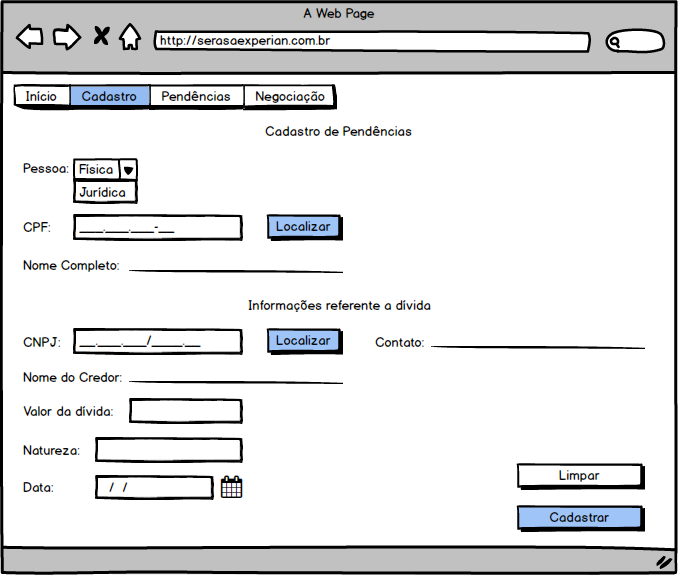 A Web Page
http://serasaexperian.com.br
Início Cadastro Pendências Negociação
Cadastro de Pendências
Pessoa: Física
Jurídica
CPF: ___.___.___-__ Localizar
Nome Completo:
Informações referente a dívida
CNPJ: __.___.___/____.__ Localizar Contato:
Nome do Credor:
Valor da dívida:
Natureza:
Data: / /
Limpar
Cadastrar